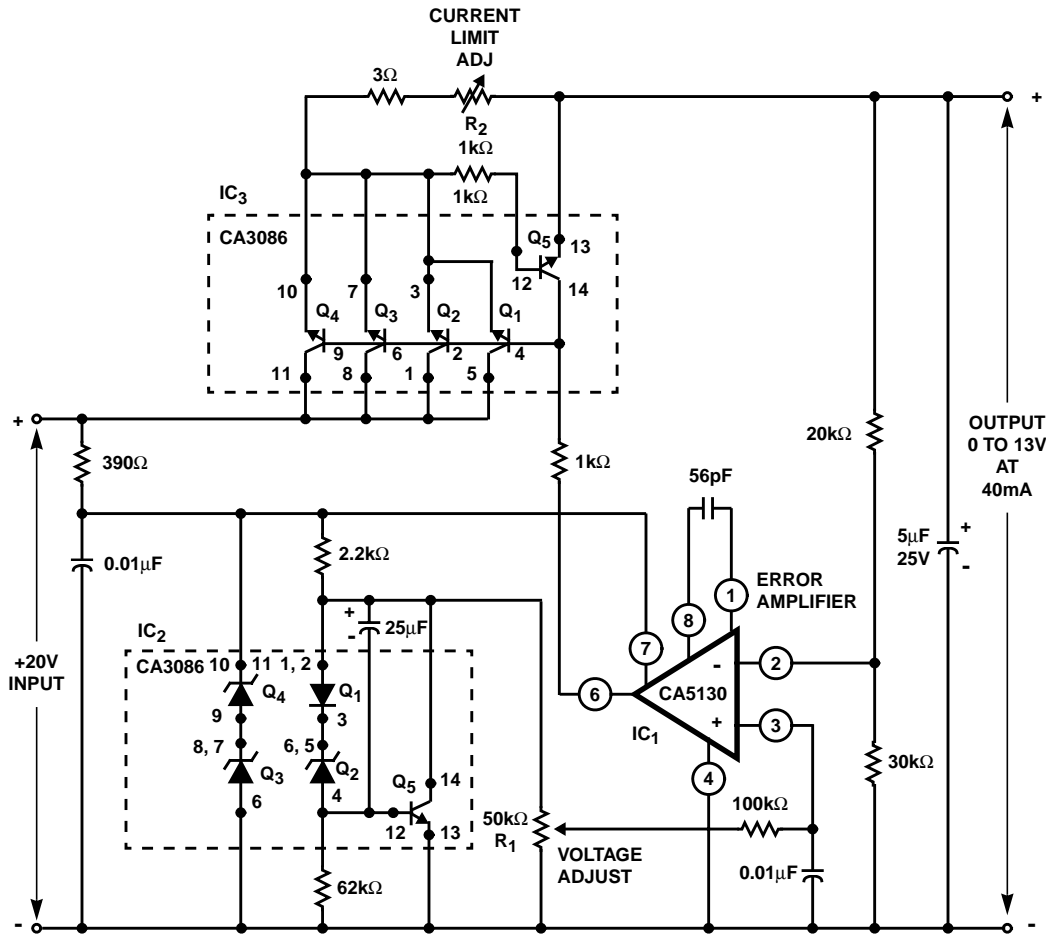 CURRENT
LIMIT
ADJ
3Ω
R2
1kΩ
1kΩ
+
IC3
CA3086
Q5
13
12
14
10
7
3
Q4
Q3
Q2
Q1
9
6
2
4
11
8
1
5
+
390Ω
1kΩ
20kΩ
OUTPUT
0 TO 13V
AT
40mA
56pF
0.01μF
2.2kΩ
+
-
25μF
5μF
25V
+
-
ERROR
AMPLIFIER
1
8
7
+20V
INPUT
IC2
CA3086
10
11
1, 2
Q4
Q1
9
3
8, 7
6, 5
Q3
Q2
6
4
Q5
14
12
13
6
CA5130
-
+
2
3
IC1
4
30kΩ
50kΩ
R1
100kΩ
VOLTAGE
ADJUST
0.01μF
62kΩ
-
-